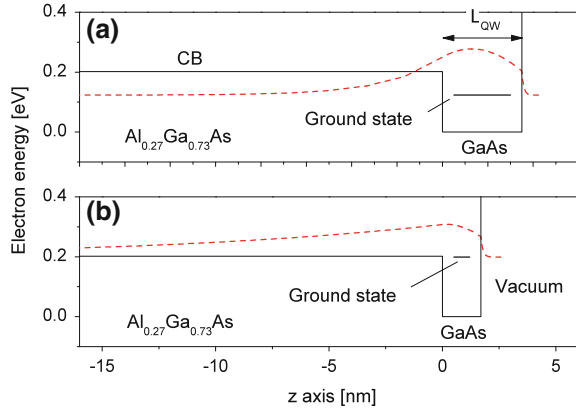 0.4
0.2
0.0
(a)
CB
L_QW
Ground state
Al0.27Ga0.73As
GaAs
Electron energy [eV]
0.4
0.2
0.0
(b)
Ground state
Vacuum
Al0.27Ga0.73As
GaAs
-15 -10 -5 0 5
z axis [nm]